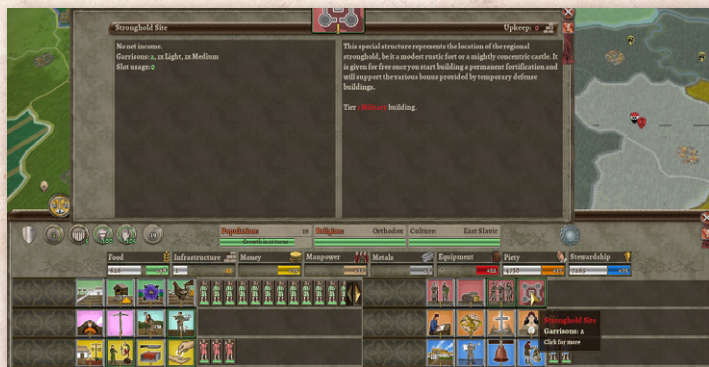 Stronghold Site
Upkeep: 0
No net income.
Garrisons: 2, 1x Light, 1x Medium
Slot usage: 0
This special structure represents the location of the regional
stronghold, be it a modest rustic fort or a mightly concentric castle. It
is given for free once you start building a permanent fortification and
will support the various bonus provided by temporary defense
buildings.
Tier : Military building.
Population: 19
Religion: Orthodox
Culture: East Slavic
Food
Infrastructure
Money
Manpower
Metals
Equipment
Piety
Stewardship
Stronghold Site
Garrisons: 2
Click for more